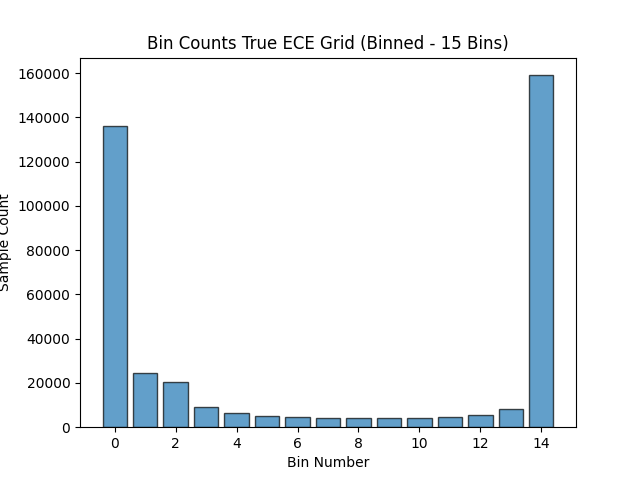 Bin Counts True ECE Grid (Binned - 15 Bins)
160000
140000
120000
100000
80000
60000
40000
20000
0
Sample Count
0 2 4 6 8 10 12 14
Bin Number